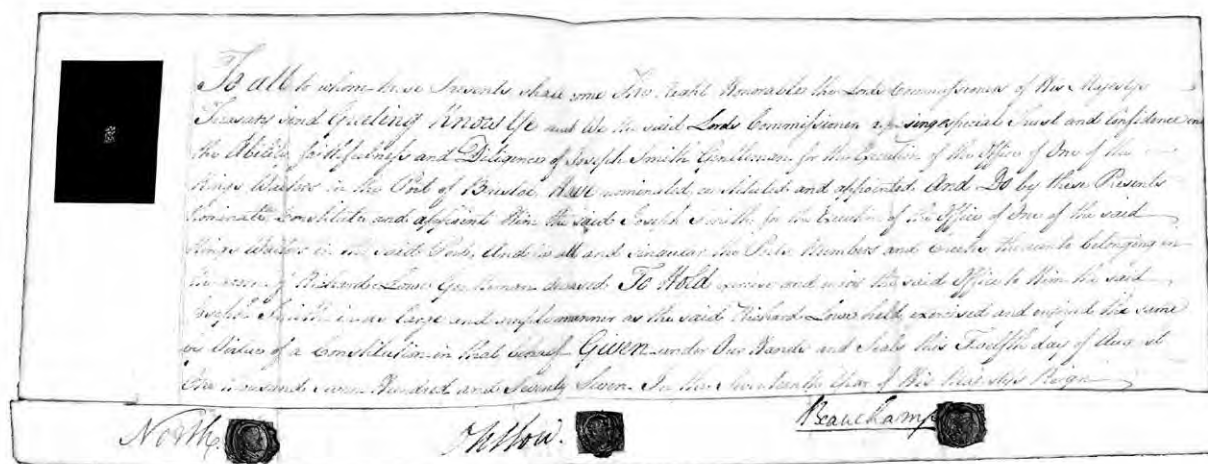 To all to whom these Presents shall come The Right Honorable the Lords Commissioners of His Majestys
Treasury send Greeting Know Ye that We the said Lords Commissioners reposing especial Trust and Confidence in
the Ability faithfulness and Diligence of Joseph Smith Gentleman for the Execution of the Office of One of the
Kings Waiters in the Port of Bristol Have nominated constituted and appointed And Do by these Presents
Nominate Constitute and appoint Him the said Joseph Smith for the Execution of the Office of One of the said
Kings Waiters in the said Port And in all and singular the Ports Members and Creeks thereunto belonging in
the room of Richard Lowe Gentleman deceased To Hold exercise and enjoy the said Office to Him the said
Joseph Smith in as large and ample manner as the said Richard Lowe held exercised and enjoyed the same
by Virtue of a Constitution in that behalf Given under Our Hands and Seals this Twelfth day of August
One thousand Seven Hundred and Seventy Seven In the Seventeenth Year of His Majestys Reign
North. Onslow. Beauchamp